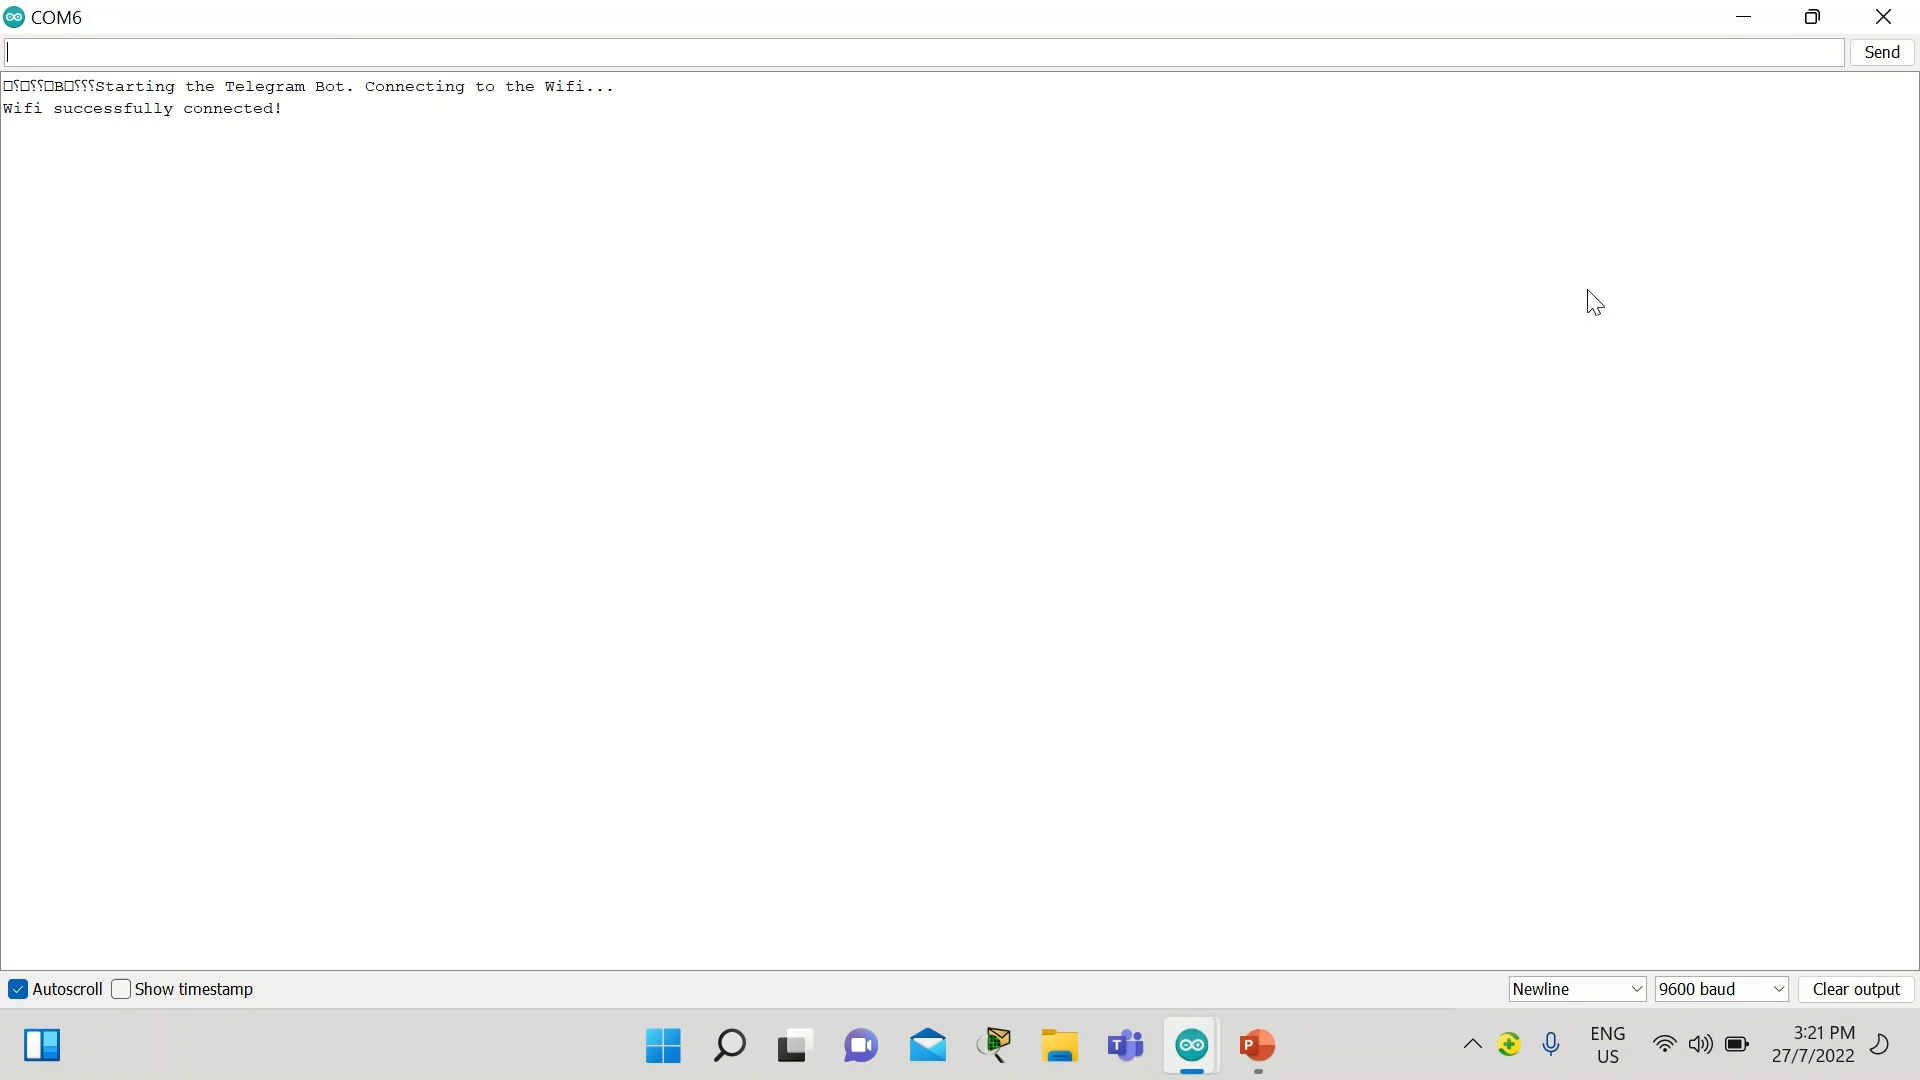 COM6
Send
□⸮□⸮⸮□B□⸮⸮⸮Starting the Telegram Bot. Connecting to the Wifi...
Wifi successfully connected!
Autoscroll Show timestamp
Newline
9600 baud
Clear output
ENG
US
3:21 PM
27/7/2022